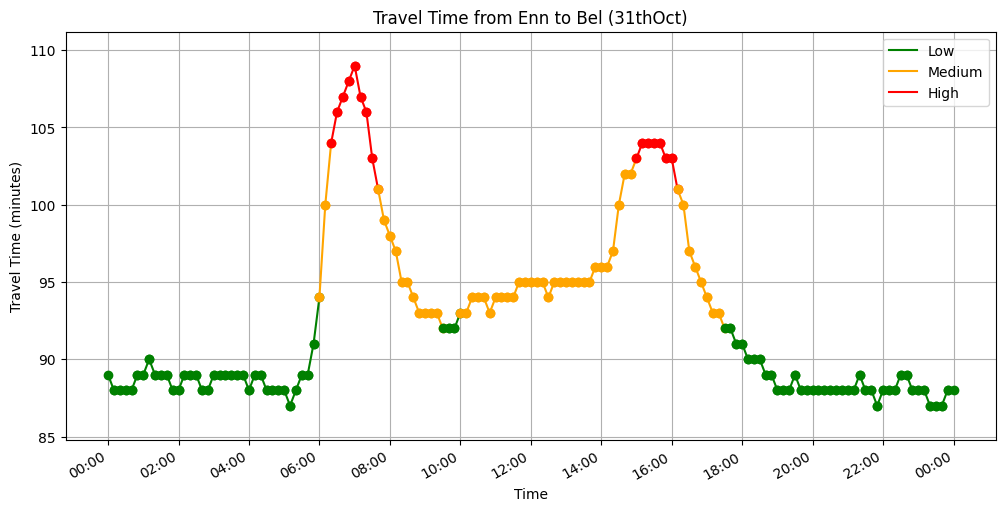 Travel Time from Enn to Bel (31thOct)
Travel Time (minutes)
110
105
100
95
90
85
Low
Medium
High
00:00 02:00 04:00 06:00 08:00 10:00 12:00 14:00 16:00 18:00 20:00 22:00 00:00
Time